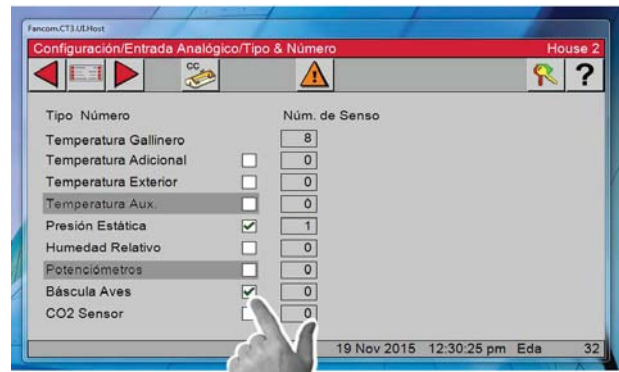 Fancom.CT3.UI.Host
Configuración/Entrada Analógico/Tipo & Número House 2
CC
?
Tipo Número Núm. de Senso
Temperatura Gallinero 8
Temperatura Adicional 0
Temperatura Exterior 0
Temperatura Aux. 0
Presión Estática 1
Humedad Relativo 0
Potenciómetros 0
Báscula Aves 0
CO2 Sensor 0
19 Nov 2015 12:30:25 pm Eda 32